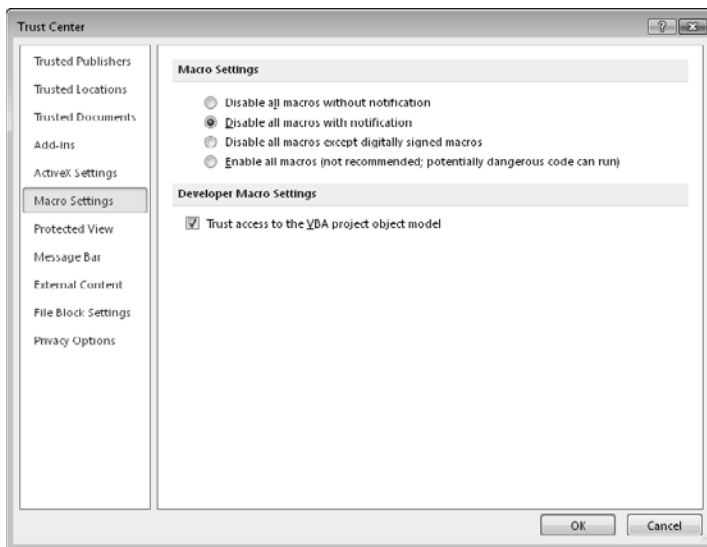 Trust Center
Trusted Publishers
Trusted Locations
Trusted Documents
Add-ins
ActiveX Settings
Macro Settings
Protected View
Message Bar
External Content
File Block Settings
Privacy Options
Macro Settings
Disable all macros without notification
Disable all macros with notification
Disable all macros except digitally signed macros
Enable all macros (not recommended; potentially dangerous code can run)
Developer Macro Settings
Trust access to the VBA project object model
OK
Cancel